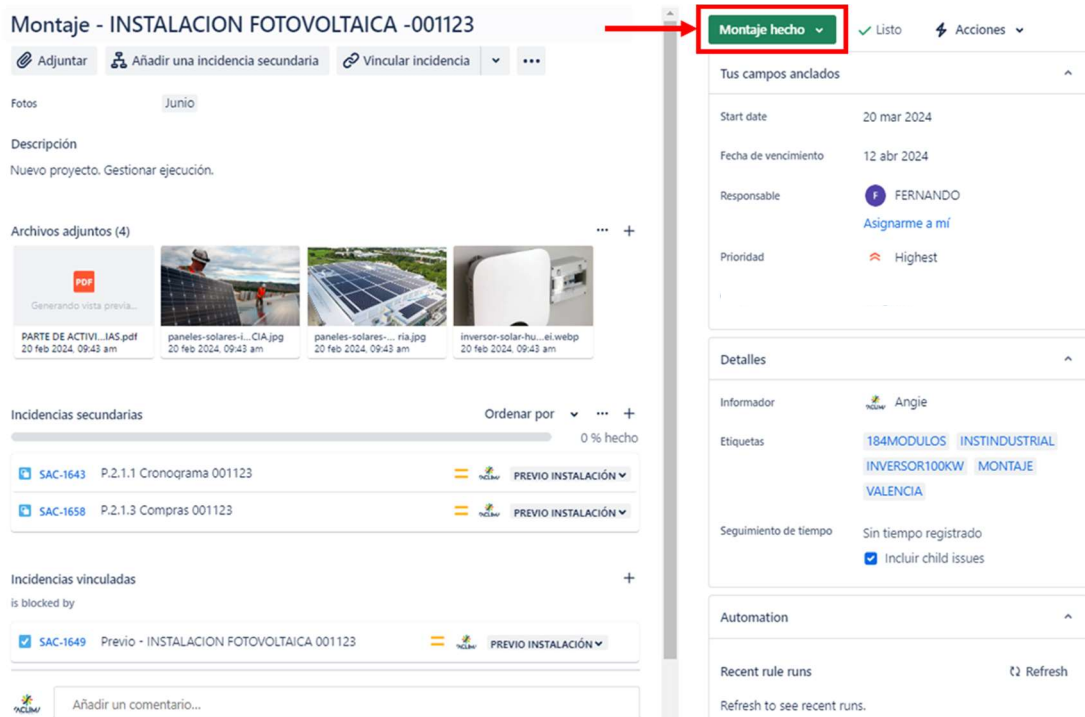 Montaje - INSTALACION FOTOVOLTAICA -001123
Adjuntar
Añadir una incidencia secundaria
Vincular incidencia
Fotos
Junio
Descripción
Nuevo proyecto. Gestionar ejecución.
Archivos adjuntos (4)
PDF
Generando vista previa...
PARTE DE ACTIVI...IAS.pdf
20 feb 2024, 09:43 am
paneles-solares-i...CIA.jpg
20 feb 2024, 09:43 am
paneles-solares-... ria.jpg
20 feb 2024, 09:43 am
inversor-solar-hu...ei.webp
20 feb 2024, 09:43 am
Incidencias secundarias
Ordenar por
0 % hecho
SAC-1643 P.2.1.1 Cronograma 001123 PREVIO INSTALACIÓN
SAC-1658 P.2.1.3 Compras 001123 PREVIO INSTALACIÓN
Incidencias vinculadas
is blocked by
SAC-1649 Previo - INSTALACION FOTOVOLTAICA 001123 PREVIO INSTALACIÓN
Añadir un comentario...
Montaje hecho
Listo
Acciones
Tus campos anclados
Start date 20 mar 2024
Fecha de vencimiento 12 abr 2024
Responsable F FERNANDO
Asignarme a mí
Prioridad Highest
Detalles
Informador Angie
Etiquetas 184MODULOS INSTINDUSTRIAL
INVERSOR100KW MONTAJE
VALENCIA
Seguimiento de tiempo Sin tiempo registrado
Incluir child issues
Automation
Recent rule runs Refresh
Refresh to see recent runs.